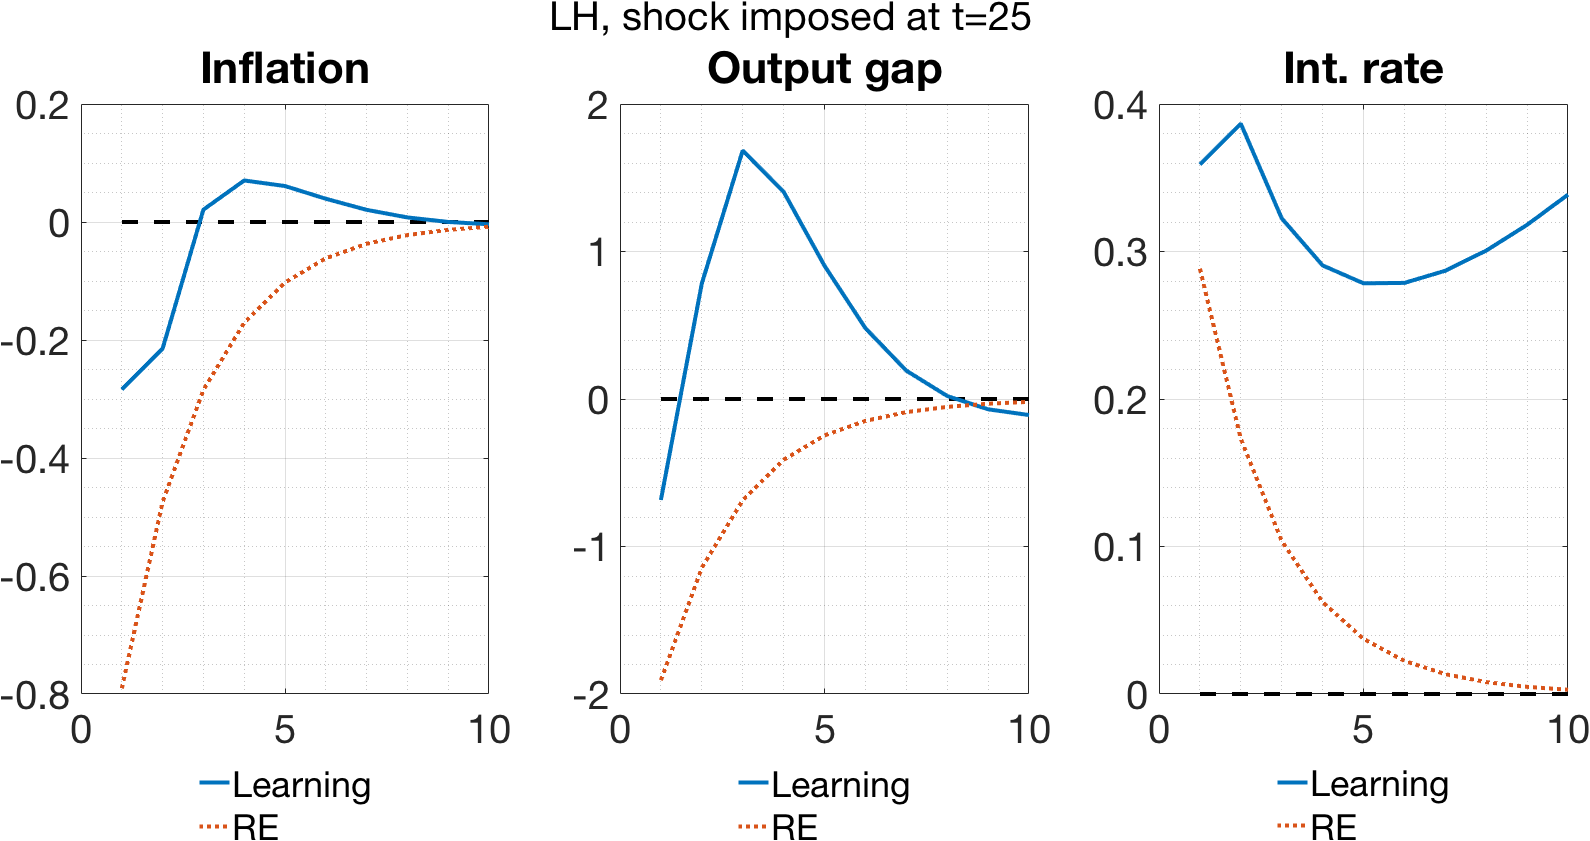 LH, shock imposed at t=25
Inflation
0.2
0
-0.2
-0.4
-0.6
-0.8
0
5
10
Learning
RE
Output gap
2
1
0
-1
-2
0
5
10
Learning
RE
Int. rate
0.4
0.3
0.2
0.1
0
0
5
10
Learning
RE